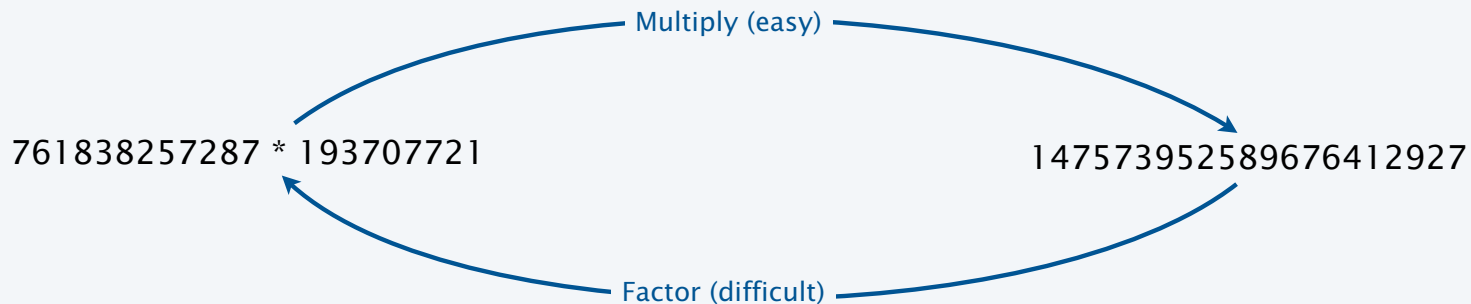 Multiply (easy)
761838257287 * 193707721
147573952589676412927
Factor (difficult)